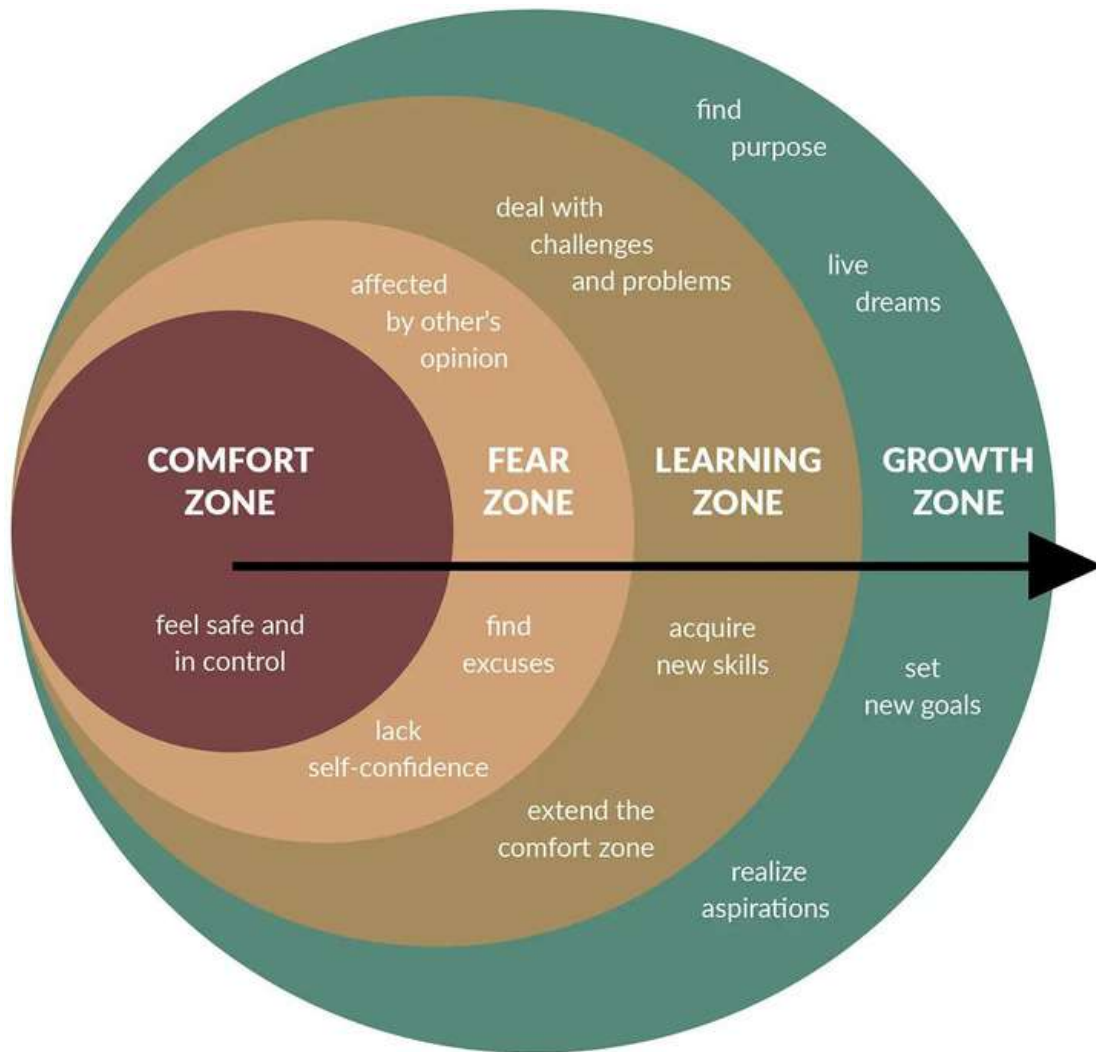 find
purpose
deal with
challenges
and problems
live
dreams
affected
by other's
opinion
COMFORT
ZONE
FEAR
ZONE
LEARNING
ZONE
GROWTH
ZONE
feel safe and
in control
find
excuses
acquire
new skills
set
new goals
lack
self-confidence
extend the
comfort zone
realize
aspirations